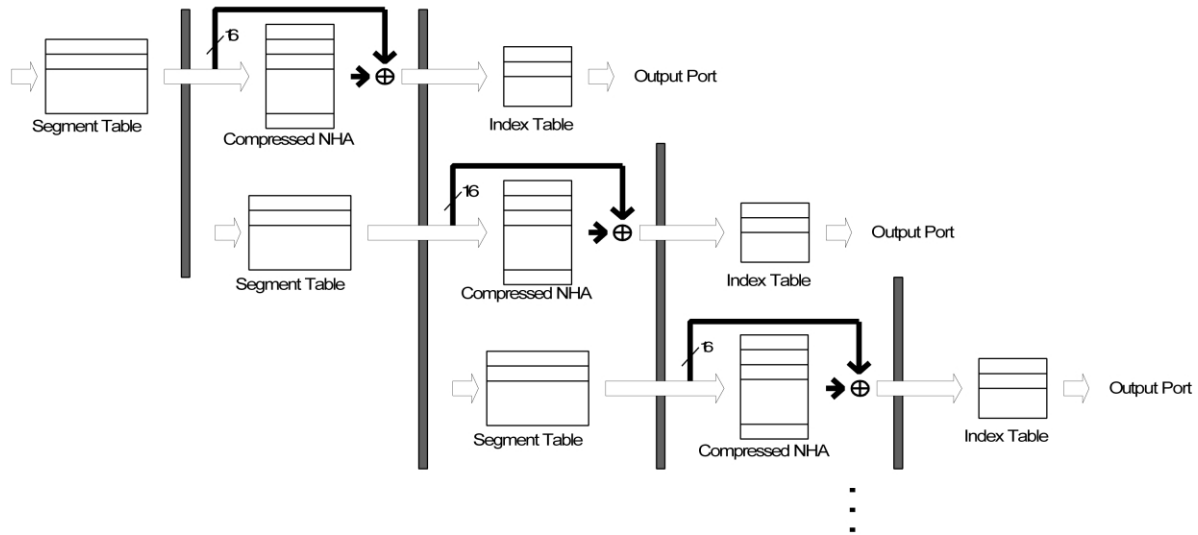 16
Output Port
Segment Table
Compressed NHA
Index Table
16
Output Port
Segment Table
Compressed NHA
Index Table
16
Output Port
Segment Table
Compressed NHA
Index Table